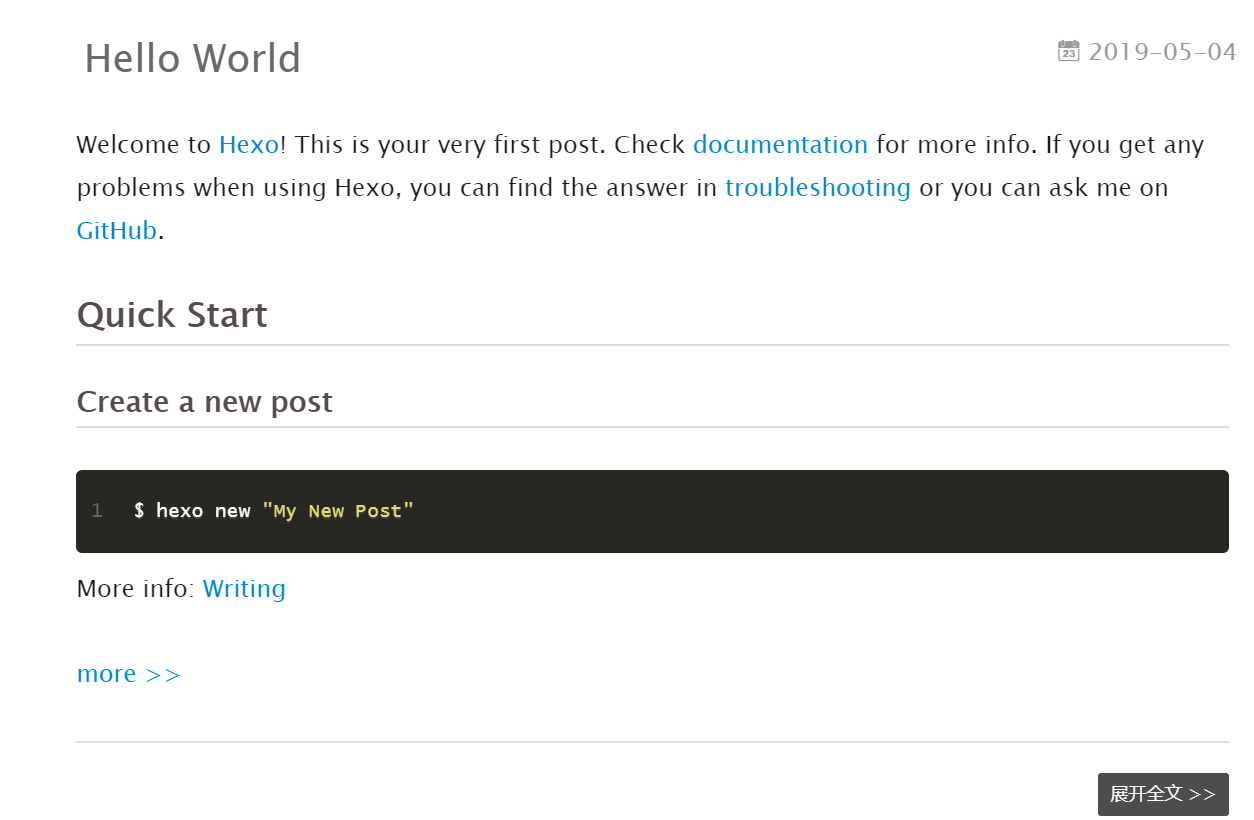 Hello World
23 2019-05-04
Welcome to Hexo! This is your very first post. Check documentation for more info. If you get any
problems when using Hexo, you can find the answer in troubleshooting or you can ask me on
GitHub.
Quick Start
Create a new post
1 $ hexo new "My New Post"
More info: Writing
more >>
展开全文 >>